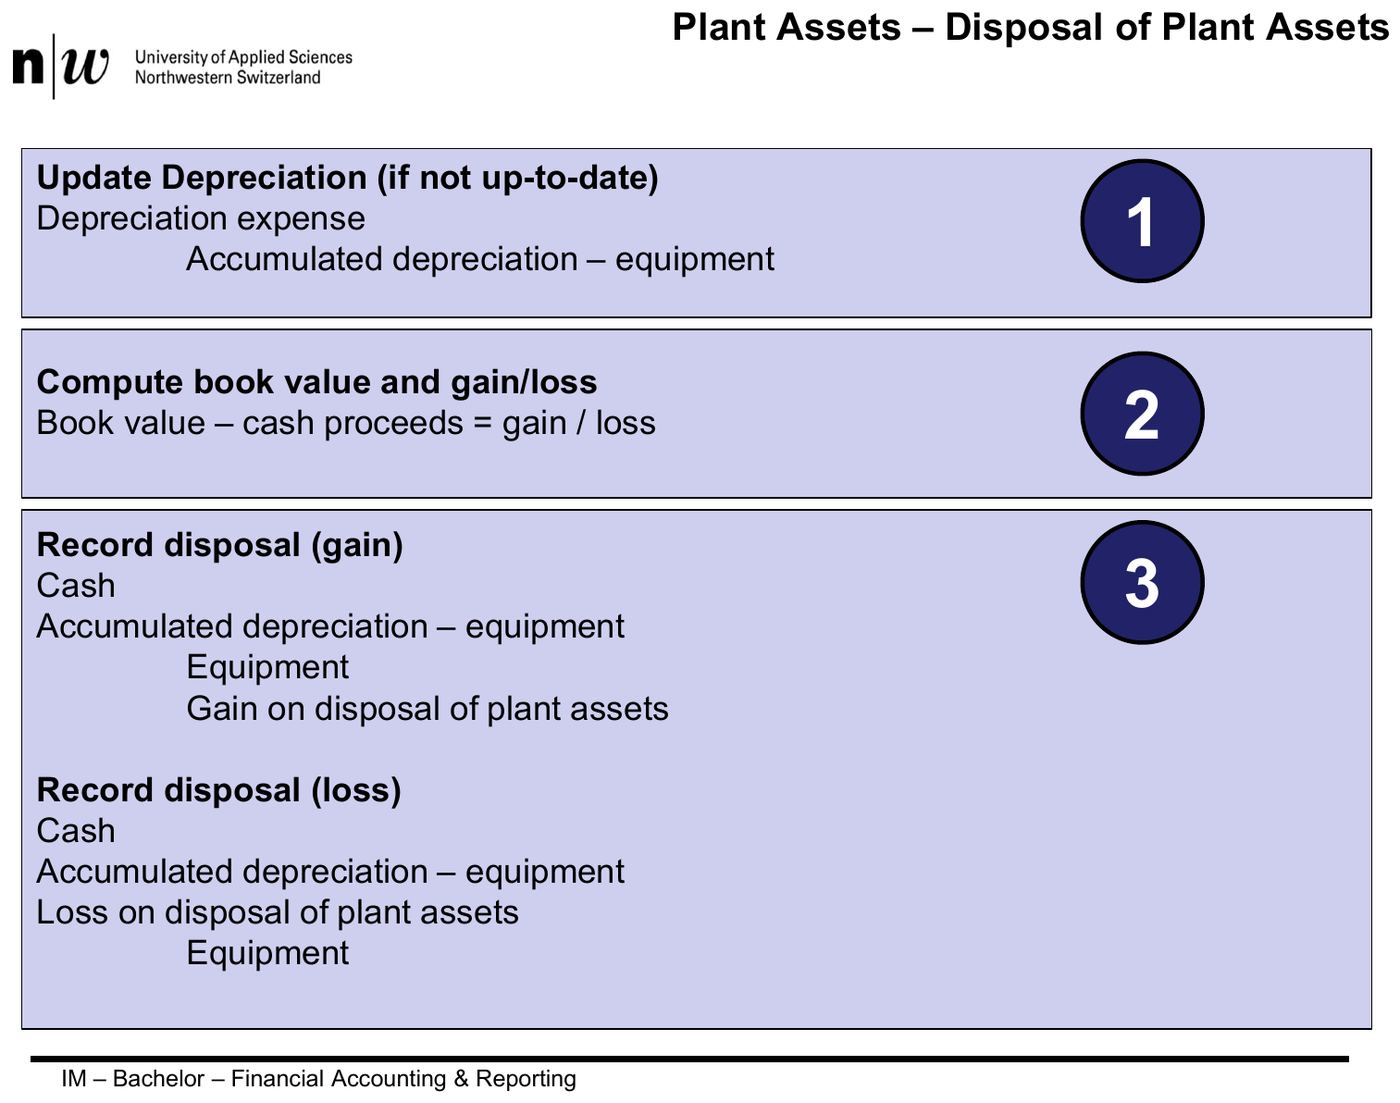 Plant Assets – Disposal of Plant Assets
n|w
University of Applied Sciences
Northwestern Switzerland
Update Depreciation (if not up-to-date)
Depreciation expense
Accumulated depreciation – equipment
1
Compute book value and gain/loss
Book value – cash proceeds = gain / loss
2
Record disposal (gain)
Cash
Accumulated depreciation – equipment
Equipment
Gain on disposal of plant assets
3
Record disposal (loss)
Cash
Accumulated depreciation – equipment
Loss on disposal of plant assets
Equipment
IM – Bachelor – Financial Accounting & Reporting